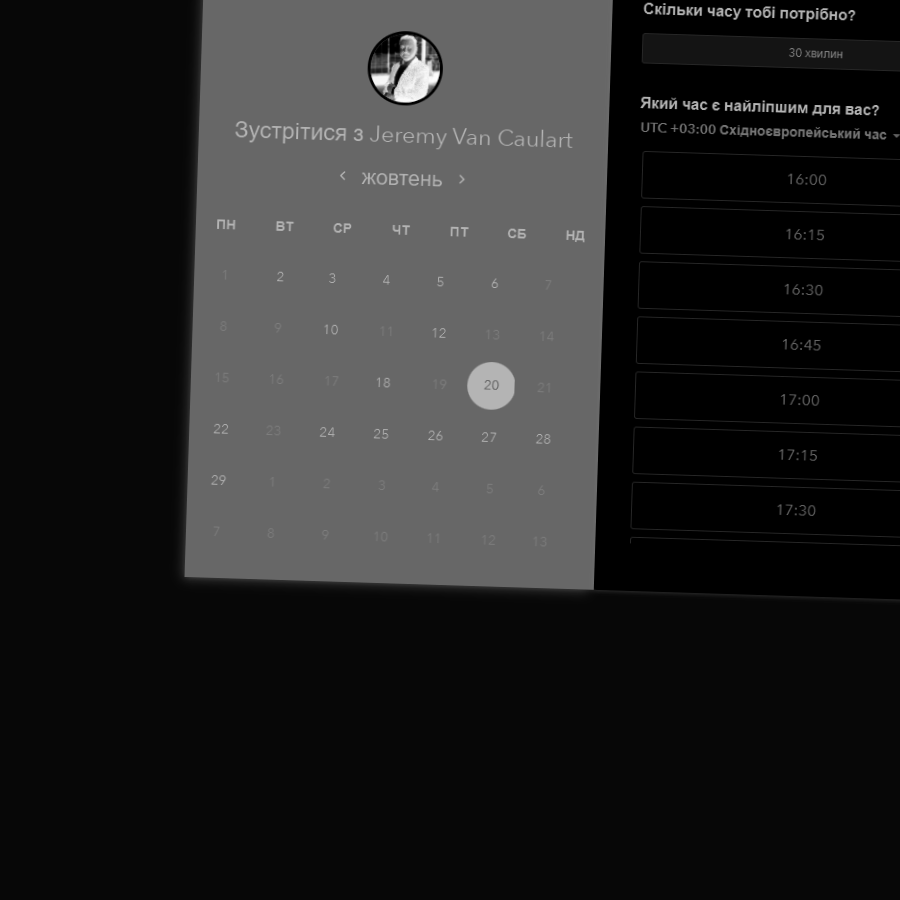 Зустрітися з Jeremy Van Caulart
‹ жовтень ›
ПН ВТ СР ЧТ ПТ СБ НД
1 2 3 4 5 6 7
8 9 10 11 12 13 14
15 16 17 18 19 20 21
22 23 24 25 26 27 28
29 1 2 3 4 5 6
7 8 9 10 11 12 13
Скільки часу тобі потрібно?
30 хвилин
Який час є найліпшим для вас?
UTC +03:00 Східноєвропейський час
16:00
16:15
16:30
16:45
17:00
17:15
17:30